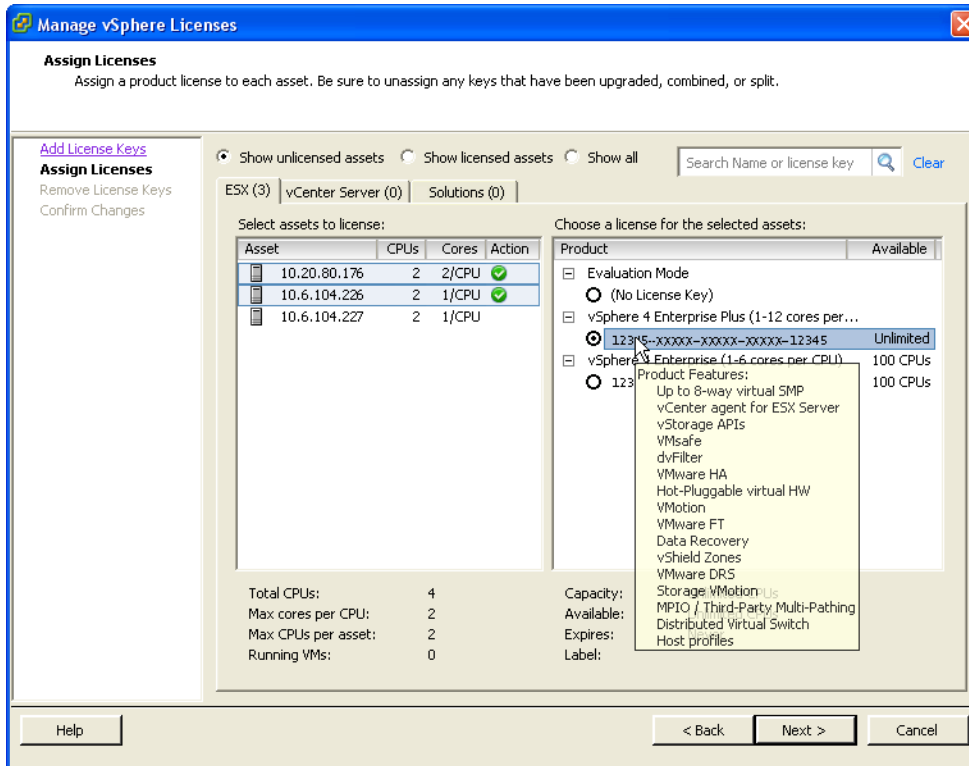 Manage vSphere Licenses
Assign Licenses
Assign a product license to each asset. Be sure to unassign any keys that have been upgraded, combined, or split.
Add License Keys
Assign Licenses
Remove License Keys
Confirm Changes
Show unlicensed assets Show licensed assets Show all Search Name or license key Clear
ESX (3) vCenter Server (0) Solutions (0)
Select assets to license:
Asset CPUs Cores Action
10.20.80.176 2 2/CPU
10.6.104.226 2 1/CPU
10.6.104.227 2 1/CPU
Total CPUs: 4
Max cores per CPU: 2
Max CPUs per asset: 2
Running VMs: 0
Choose a license for the selected assets:
Product Available
Evaluation Mode
(No License Key)
vSphere 4 Enterprise Plus (1-12 cores per...
12345--XXXXX-XXXXX-XXXXX-12345 Unlimited
vSphere 4 Enterprise (1-6 cores per CPU) 100 CPUs
123 100 CPUs
Product Features:
Up to 8-way virtual SMP
vCenter agent for ESX Server
vStorage APIs
VMsafe
dvFilter
VMware HA
Hot-Pluggable virtual HW
VMotion
VMware FT
Data Recovery
vShield Zones
VMware DRS
Storage VMotion
MPIO / Third-Party Multi-Pathing
Distributed Virtual Switch
Host profiles
Capacity:
Available:
Expires: Never
Label:
Help < Back Next > Cancel